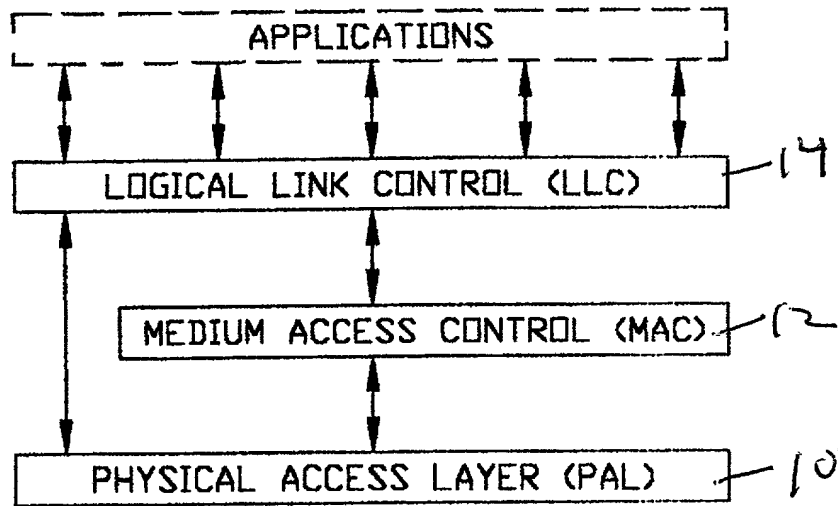 APPLICATIONS
LOGICAL LINK CONTROL (LLC)
14
MEDIUM ACCESS CONTROL (MAC)
12
PHYSICAL ACCESS LAYER (PAL)
10